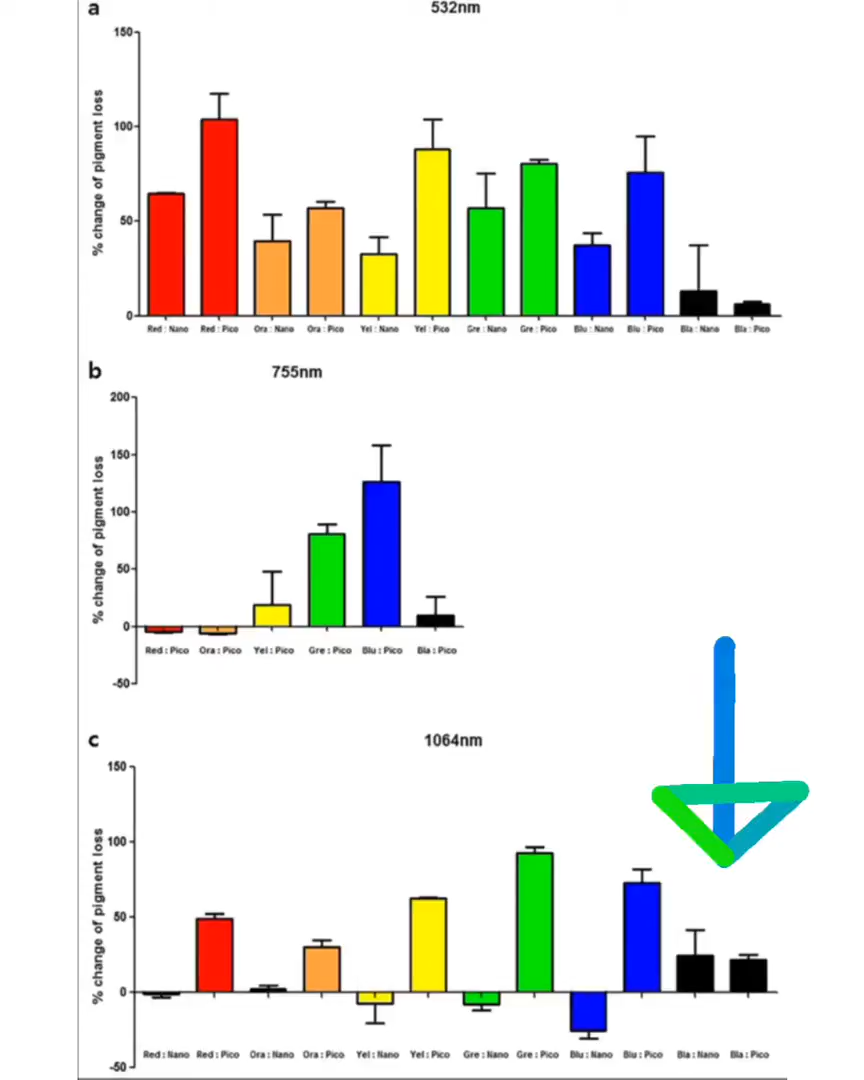 a
532nm
% change of pigment loss
150
100
50
0
Red : Nano Red : Pico Ora : Nano Ora : Pico Yel : Nano Yel : Pico Gre : Nano Gre : Pico Blu : Nano Blu : Pico Bla : Nano Bla : Pico
b
755nm
% change of pigment loss
200
150
100
50
0
-50
Red : Pico Ora : Pico Yel : Pico Gre : Pico Blu : Pico Bla : Pico
c
1064nm
% change of pigment loss
150
100
50
0
-50
Red : Nano Red : Pico Ora : Nano Ora : Pico Yel : Nano Yel : Pico Gre : Nano Gre : Pico Blu : Nano Blu : Pico Bla : Nano Bla : Pico